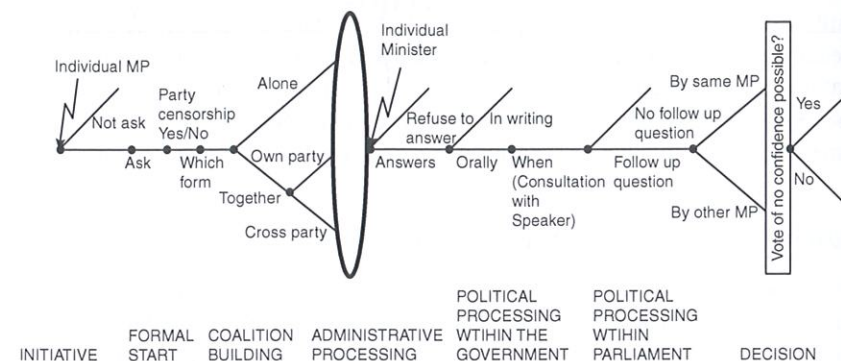 Individual MP
Not ask
Ask
Party
censorship
Yes/No
Which
form
Alone
Own party
Together
Cross party
Individual
Minister
Refuse to
answer
Answers
In writing
Orally
When
(Consultation
with
Speaker)
No follow up
question
Follow up
question
By same MP
By other MP
Vote of no confidence possible?
Yes
No
INITIATIVE
FORMAL
START
COALITION
BUILDING
ADMINISTRATIVE
PROCESSING
POLITICAL
PROCESSING
WTIHIN THE
GOVERNMENT
POLITICAL
PROCESSING
WTIHIN
PARLIAMENT
DECISION